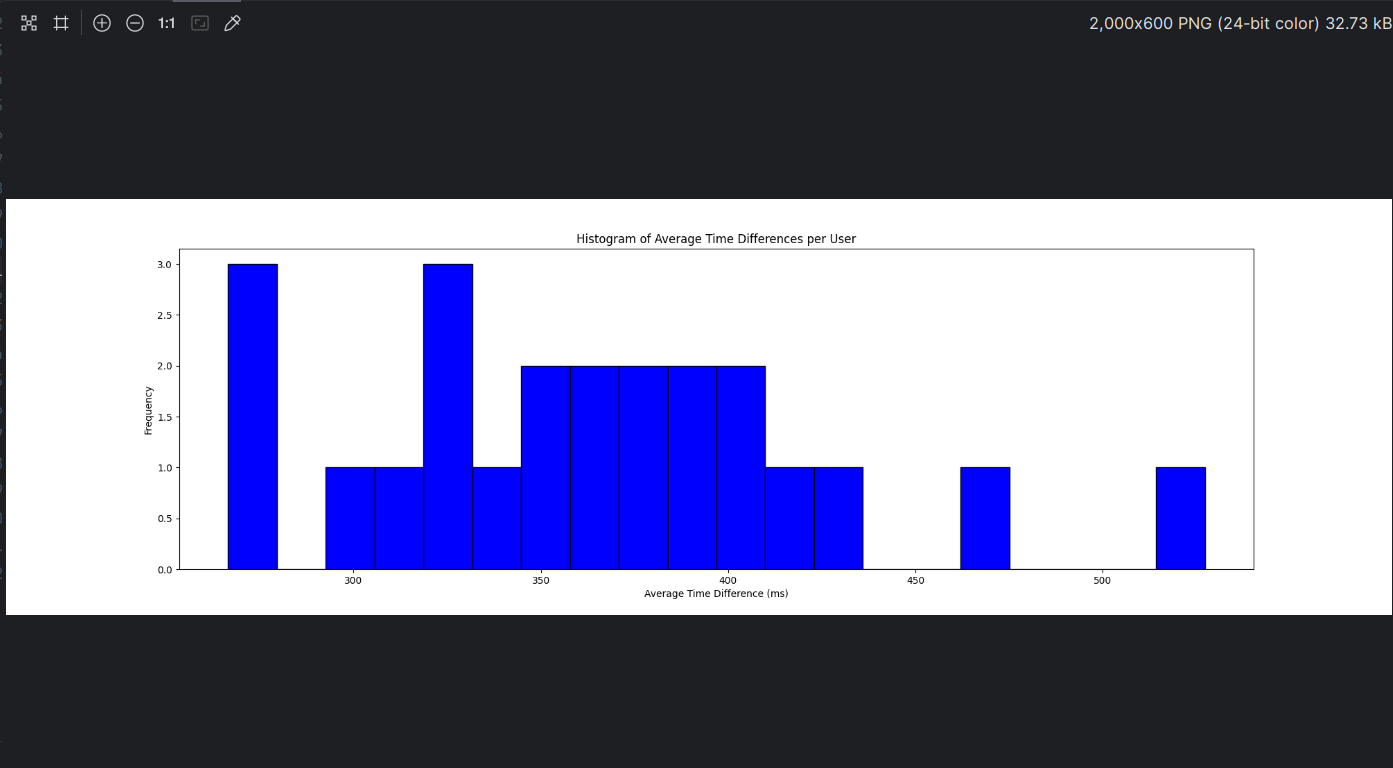 1:1
2,000x600 PNG (24-bit color) 32.73 kB
Histogram of Average Time Differences per User
3.0
2.5
2.0
1.5
1.0
0.5
0.0
Frequency
300 350 400 450 500
Average Time Difference (ms)